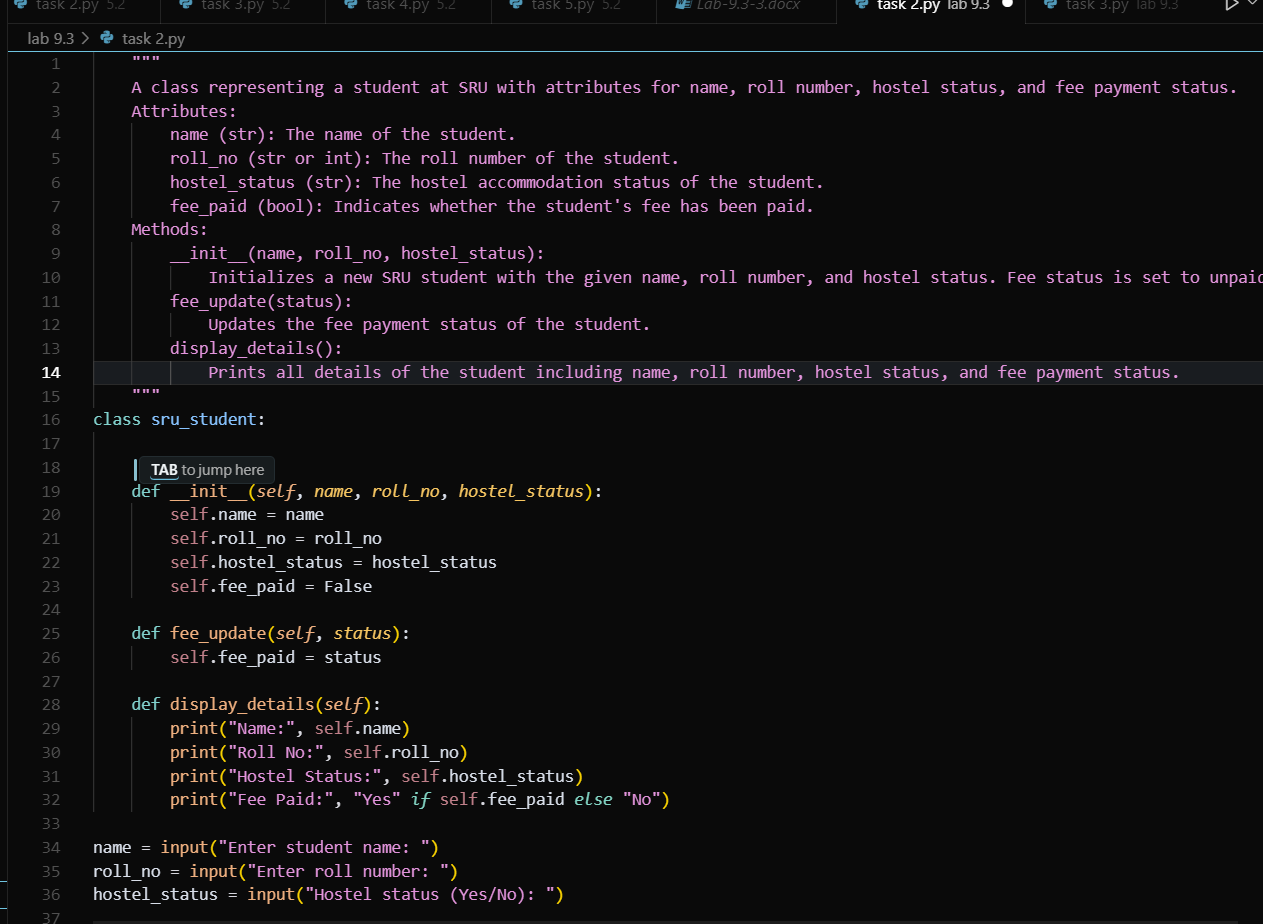 task 2.py 5.2 task 3.py 5.2 task 4.py 5.2 task 5.py 5.2 Lab-9.3-3.docx task 2.py lab 9.3 task 3.py lab 9.3
lab 9.3 > task 2.py
1 """
2 A class representing a student at SRU with attributes for name, roll number, hostel status, and fee payment status.
3 Attributes:
4 name (str): The name of the student.
5 roll_no (str or int): The roll number of the student.
6 hostel_status (str): The hostel accommodation status of the student.
7 fee_paid (bool): Indicates whether the student's fee has been paid.
8 Methods:
9 __init__(name, roll_no, hostel_status):
10 Initializes a new SRU student with the given name, roll number, and hostel status. Fee status is set to unpaid
11 fee_update(status):
12 Updates the fee payment status of the student.
13 display_details():
14 Prints all details of the student including name, roll number, hostel status, and fee payment status.
15 """
16 class sru_student:
17
18 TAB to jump here
19 def __init__(self, name, roll_no, hostel_status):
20 self.name = name
21 self.roll_no = roll_no
22 self.hostel_status = hostel_status
23 self.fee_paid = False
24
25 def fee_update(self, status):
26 self.fee_paid = status
27
28 def display_details(self):
29 print("Name:", self.name)
30 print("Roll No:", self.roll_no)
31 print("Hostel Status:", self.hostel_status)
32 print("Fee Paid:", "Yes" if self.fee_paid else "No")
33
34 name = input("Enter student name: ")
35 roll_no = input("Enter roll number: ")
36 hostel_status = input("Hostel status (Yes/No): ")
37